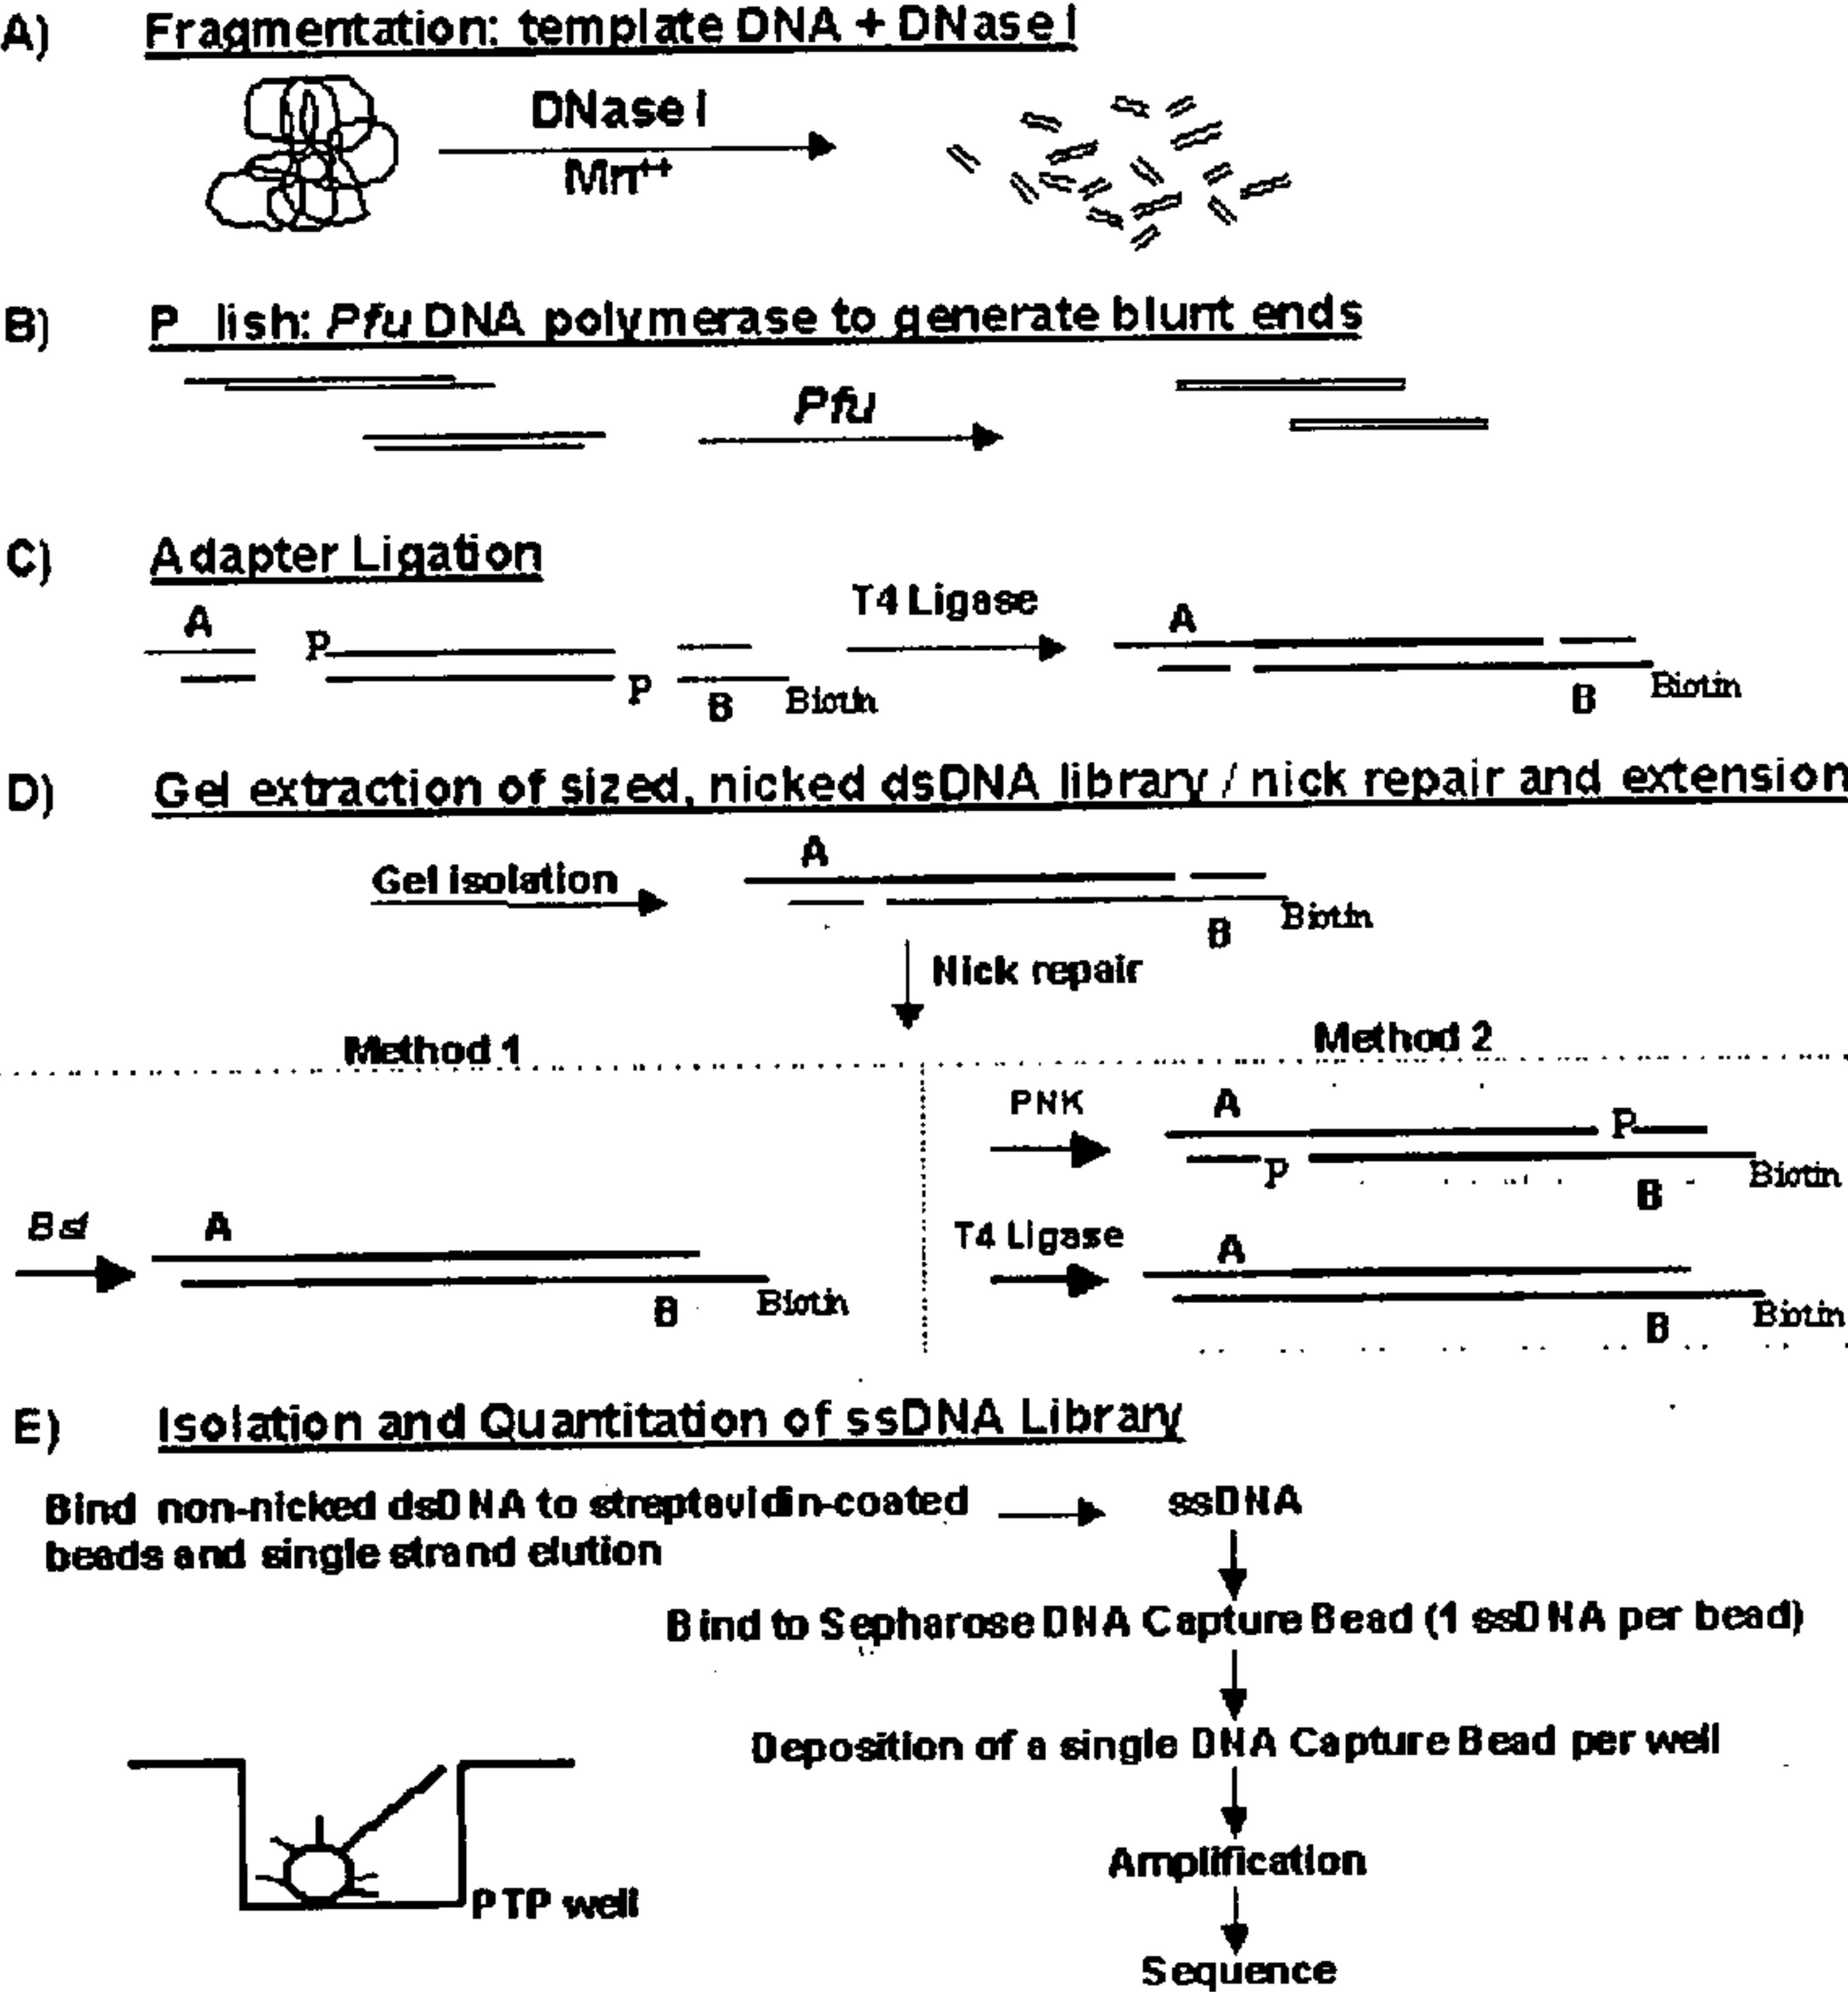 A) Fragmentation: template DNA + DNase I
DNase I
Mn++
B) P lish: Pfu DNA polymerase to generate blunt ends
Pfu
C) Adapter Ligation
A P P B Biotin
T4 Ligase
A B Biotin
D) Gel extraction of sized, nicked dsDNA library / nick repair and extension
Gel isolation
A B Biotin
Nick repair
Method 1
Method 2
PNK
A P P B Biotin
Bst
A B Biotin
T4 Ligase
A B Biotin
E) Isolation and Quantitation of ssDNA Library
Bind non-nicked dsDNA to streptavidin-coated
beads and single strand elution
ssDNA
Bind to Sepharose DNA Capture Bead (1 ssDNA per bead)
Deposition of a single DNA Capture Bead per well
PTP well
Amplification
Sequence